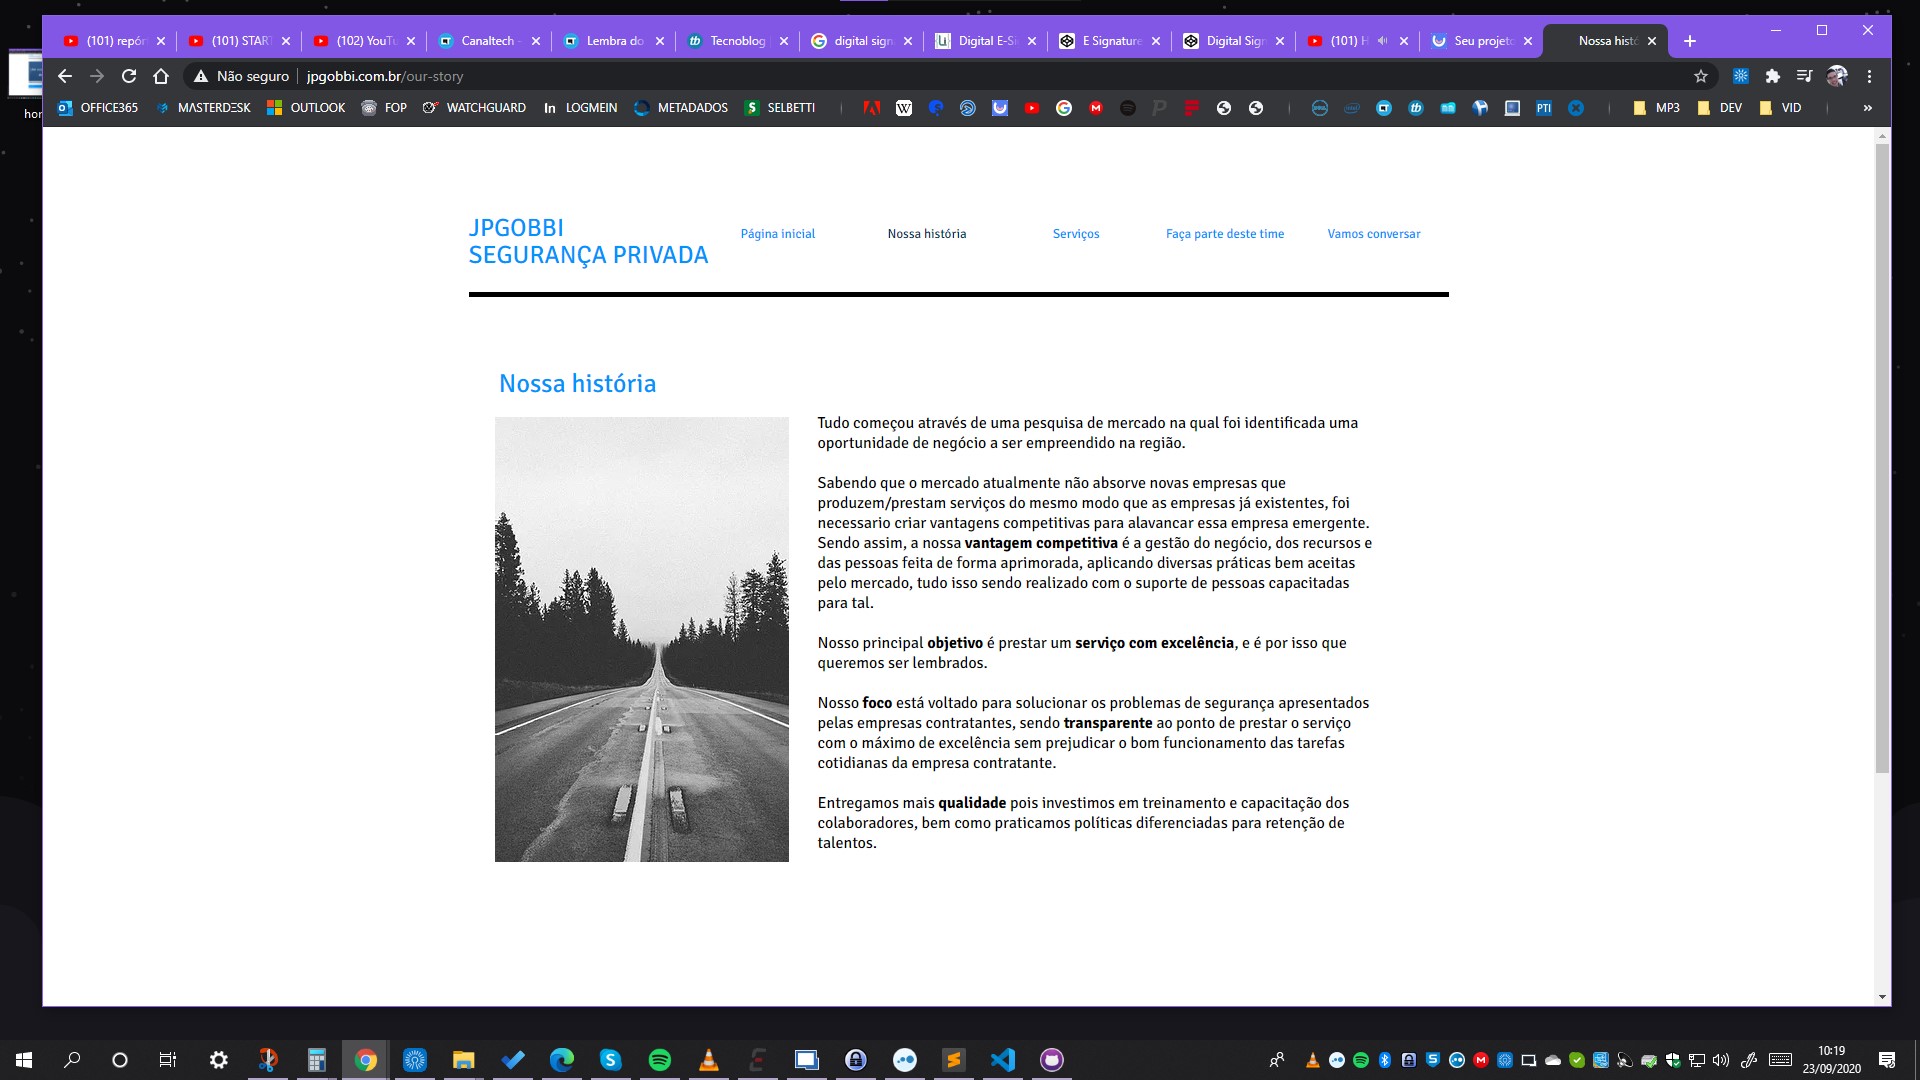 (101) repór
(101) START
(102) YouTu
Canaltech -
Lembra do
Tecnoblog
digital sign
Digital E-Si
E Signature
Digital Sign
(101) H
Seu projeto
Nossa histó
Não seguro
jpgobbi.com.br/our-story
OFFICE365
MΛSTERDΞSK
OUTLOOK
FOP
WATCHGUARD
LOGMEIN
METADADOS
SELBETTI
PTI
MP3
DEV
VID
hor
JPGOBBI
SEGURANÇA PRIVADA
Página inicial
Nossa história
Serviços
Faça parte deste time
Vamos conversar
Nossa história
Tudo começou através de uma pesquisa de mercado na qual foi identificada uma
oportunidade de negócio a ser empreendido na região.
Sabendo que o mercado atualmente não absorve novas empresas que
produzem/prestam serviços do mesmo modo que as empresas já existentes, foi
necessario criar vantagens competitivas para alavancar essa empresa emergente.
Sendo assim, a nossa vantagem competitiva é a gestão do negócio, dos recursos e
das pessoas feita de forma aprimorada, aplicando diversas práticas bem aceitas
pelo mercado, tudo isso sendo realizado com o suporte de pessoas capacitadas
para tal.
Nosso principal objetivo é prestar um serviço com excelência, e é por isso que
queremos ser lembrados.
Nosso foco está voltado para solucionar os problemas de segurança apresentados
pelas empresas contratantes, sendo transparente ao ponto de prestar o serviço
com o máximo de excelência sem prejudicar o bom funcionamento das tarefas
cotidianas da empresa contratante.
Entregamos mais qualidade pois investimos em treinamento e capacitação dos
colaboradores, bem como praticamos políticas diferenciadas para retenção de
talentos.
10:19
23/09/2020